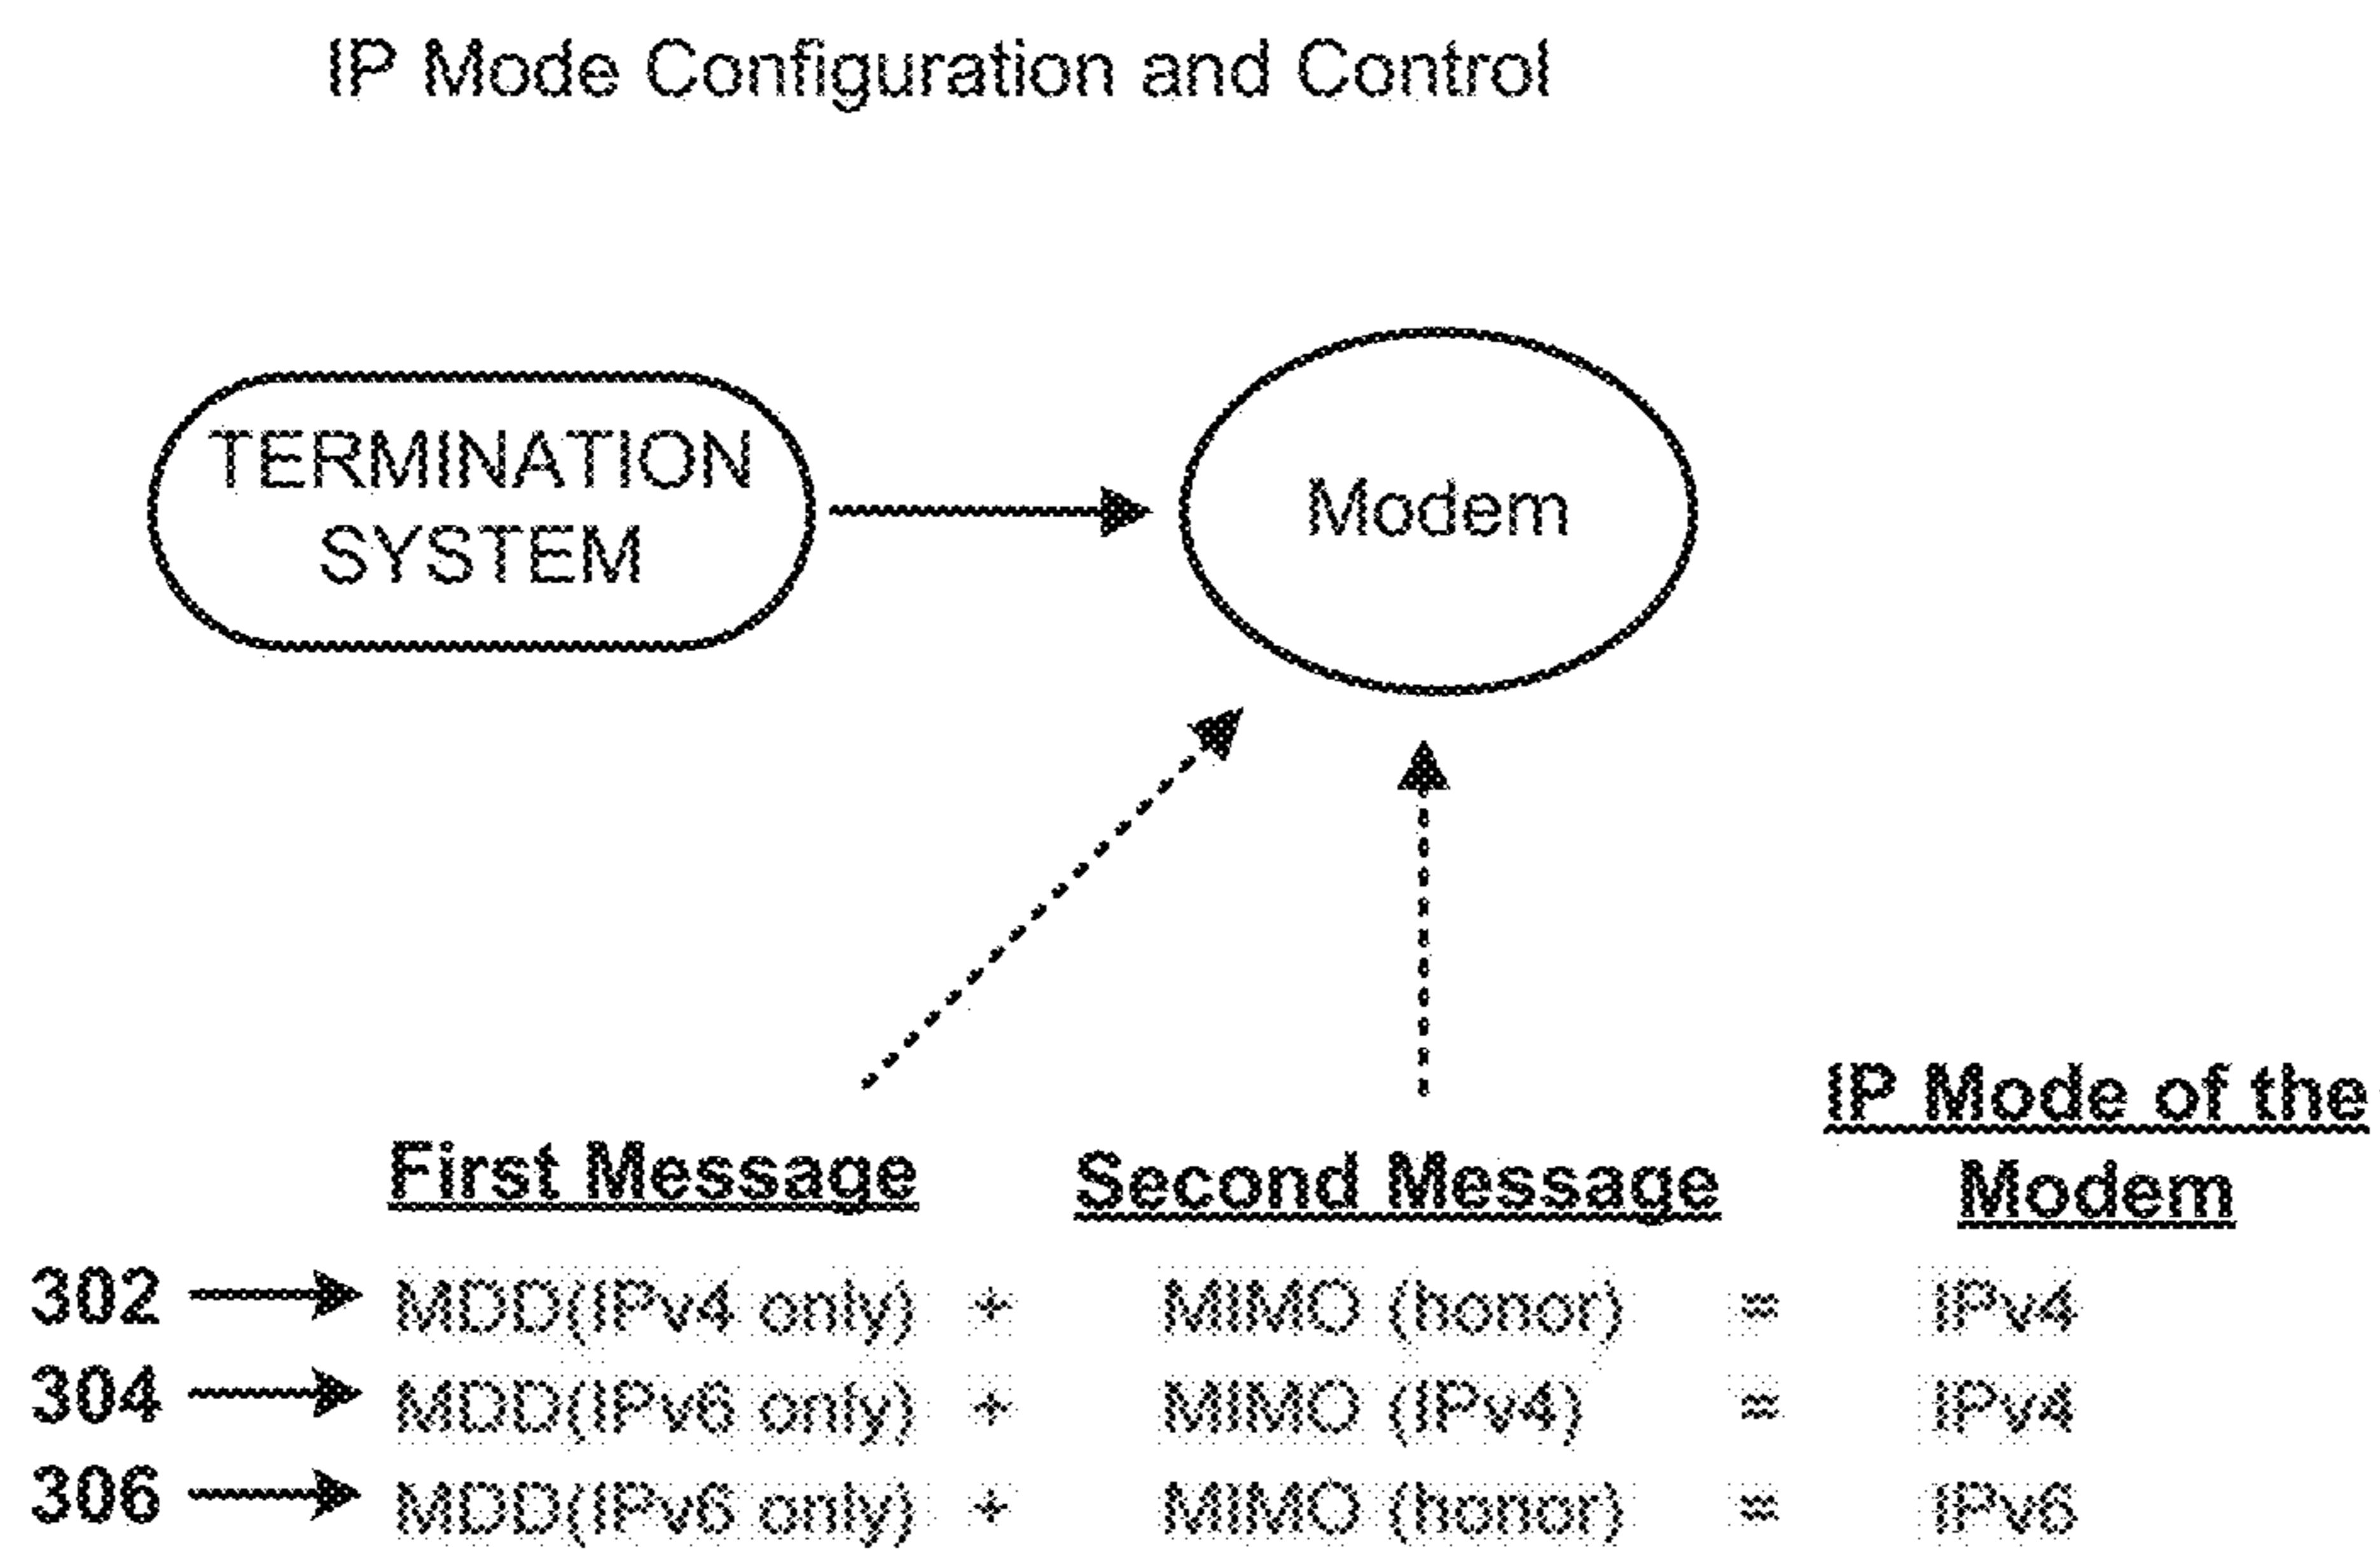 IP Mode Configuration and Control
TERMINATION
SYSTEM
Modem
IP Mode of the
Modem
First Message
Second Message
302 MDD(IPv4 only) + MIMO (honor) = IPv4
304 MDD(IPv6 only) + MIMO (IPv4) = IPv4
306 MDD(IPv6 only) + MIMO (honor) = IPv6